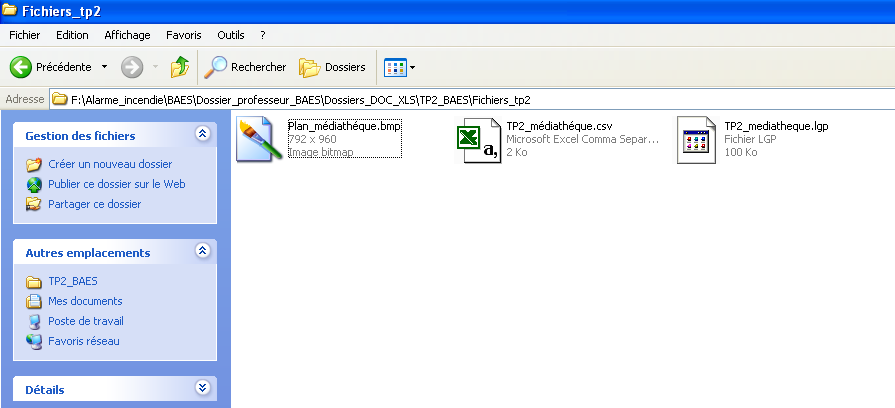 Fichiers_tp2
Fichier Edition Affichage Favoris Outils ?
Précédente Rechercher Dossiers
Adresse F:\Alarme_incendie\BAES\Dossier_professeur_BAES\Dossiers_DOC_XLS\TP2_BAES\Fichiers_tp2
Gestion des fichiers
Créer un nouveau dossier
Publier ce dossier sur le Web
Partager ce dossier
Autres emplacements
TP2_BAES
Mes documents
Poste de travail
Favoris réseau
Détails
Plan_médiathéque.bmp
792 x 960
Image bitmap
a,
TP2_médiathéque.csv
Microsoft Excel Comma Separ...
2 Ko
TP2_mediatheque.lgp
Fichier LGP
100 Ko